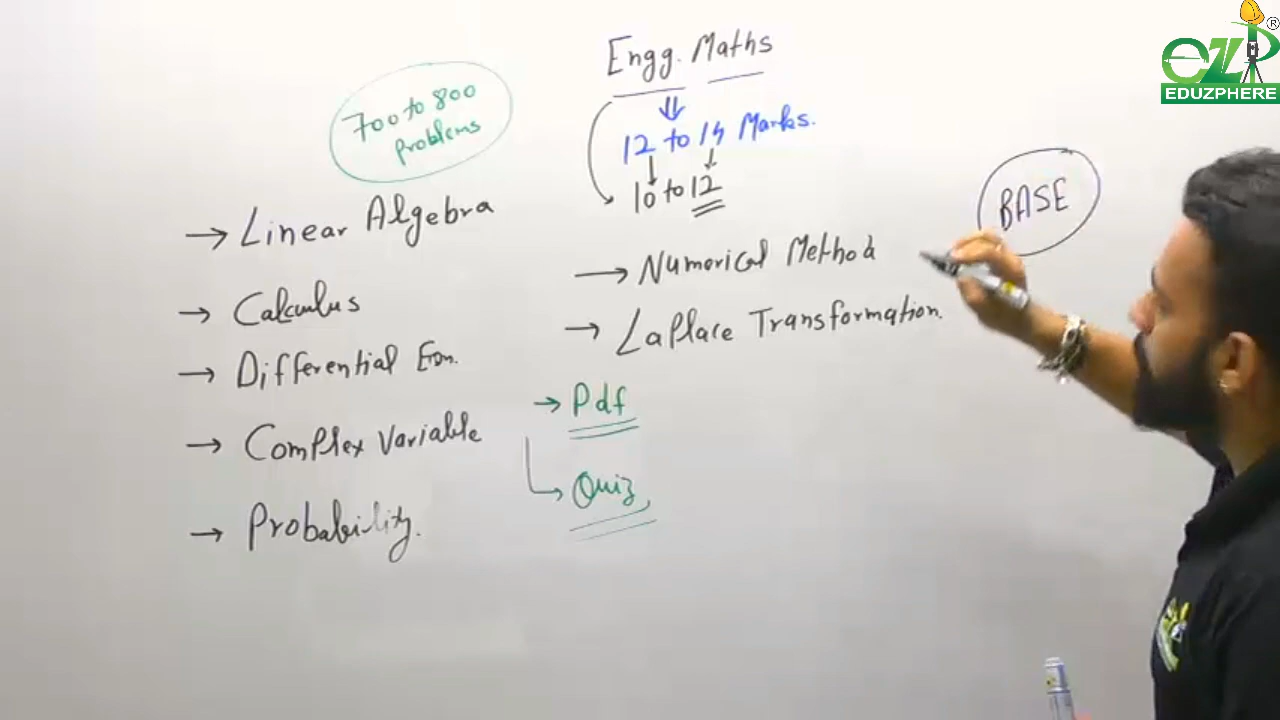 Engg. Maths
12 to 14 Marks.
10 to 12
700 to 800
problems
BASE
→ Linear Algebra
→ Calculus
→ Differential Eqn.
→ Complex Variable
→ Probability.
→ Numerical Method
→ Laplace Transformation.
→ Pdf
→ Quiz
EZ
EDUZPHERE
®